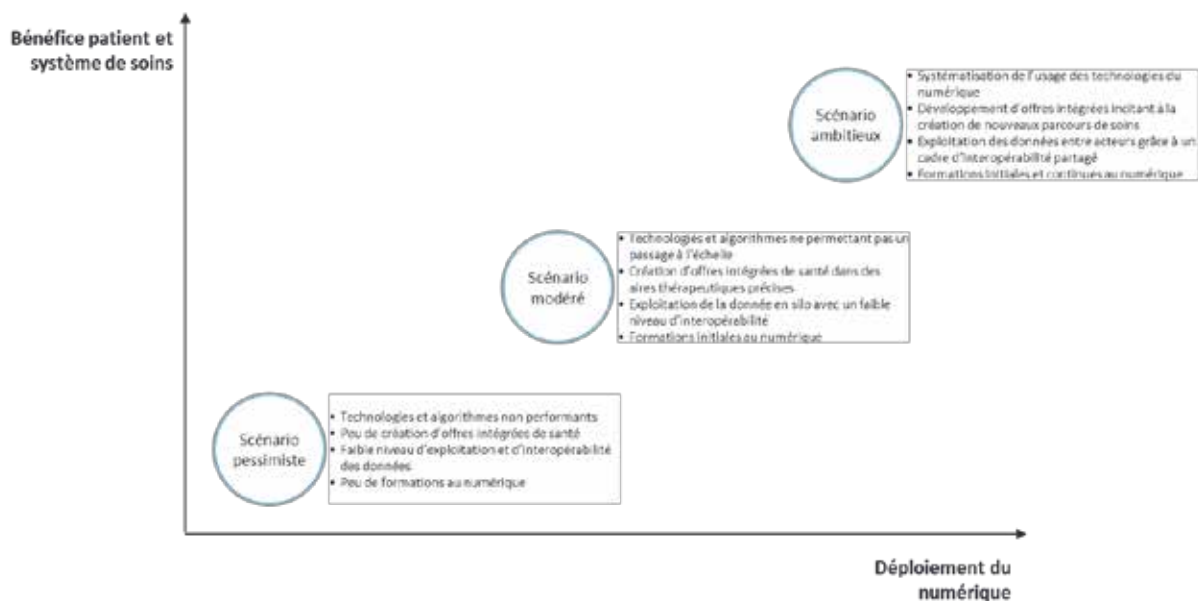 Bénéfice patient et
système de soins
Scénario
ambitieux
• Systématisation de l'usage des technologies du
numérique
• Développement d'offres intégrées incitant à la
création de nouveaux parcours de soins
• Exploitation des données entre acteurs grâce à un
cadre d'interopérabilité partagé
• Formations initiales et continues au numérique
Scénario
modéré
• Technologies et algorithmes ne permettant pas un
passage à l'échelle
• Création d'offres intégrées de santé dans des
aires thérapeutiques précises
• Exploitation de la donnée en silo avec un faible
niveau d'interopérabilité
• Formations initiales au numérique
Scénario
pessimiste
• Technologies et algorithmes non performants
• Peu de création d'offres intégrées de santé
• Faible niveau d'exploitation et d'interopérabilité
des données
• Peu de formations au numérique
Déploiement du
numérique